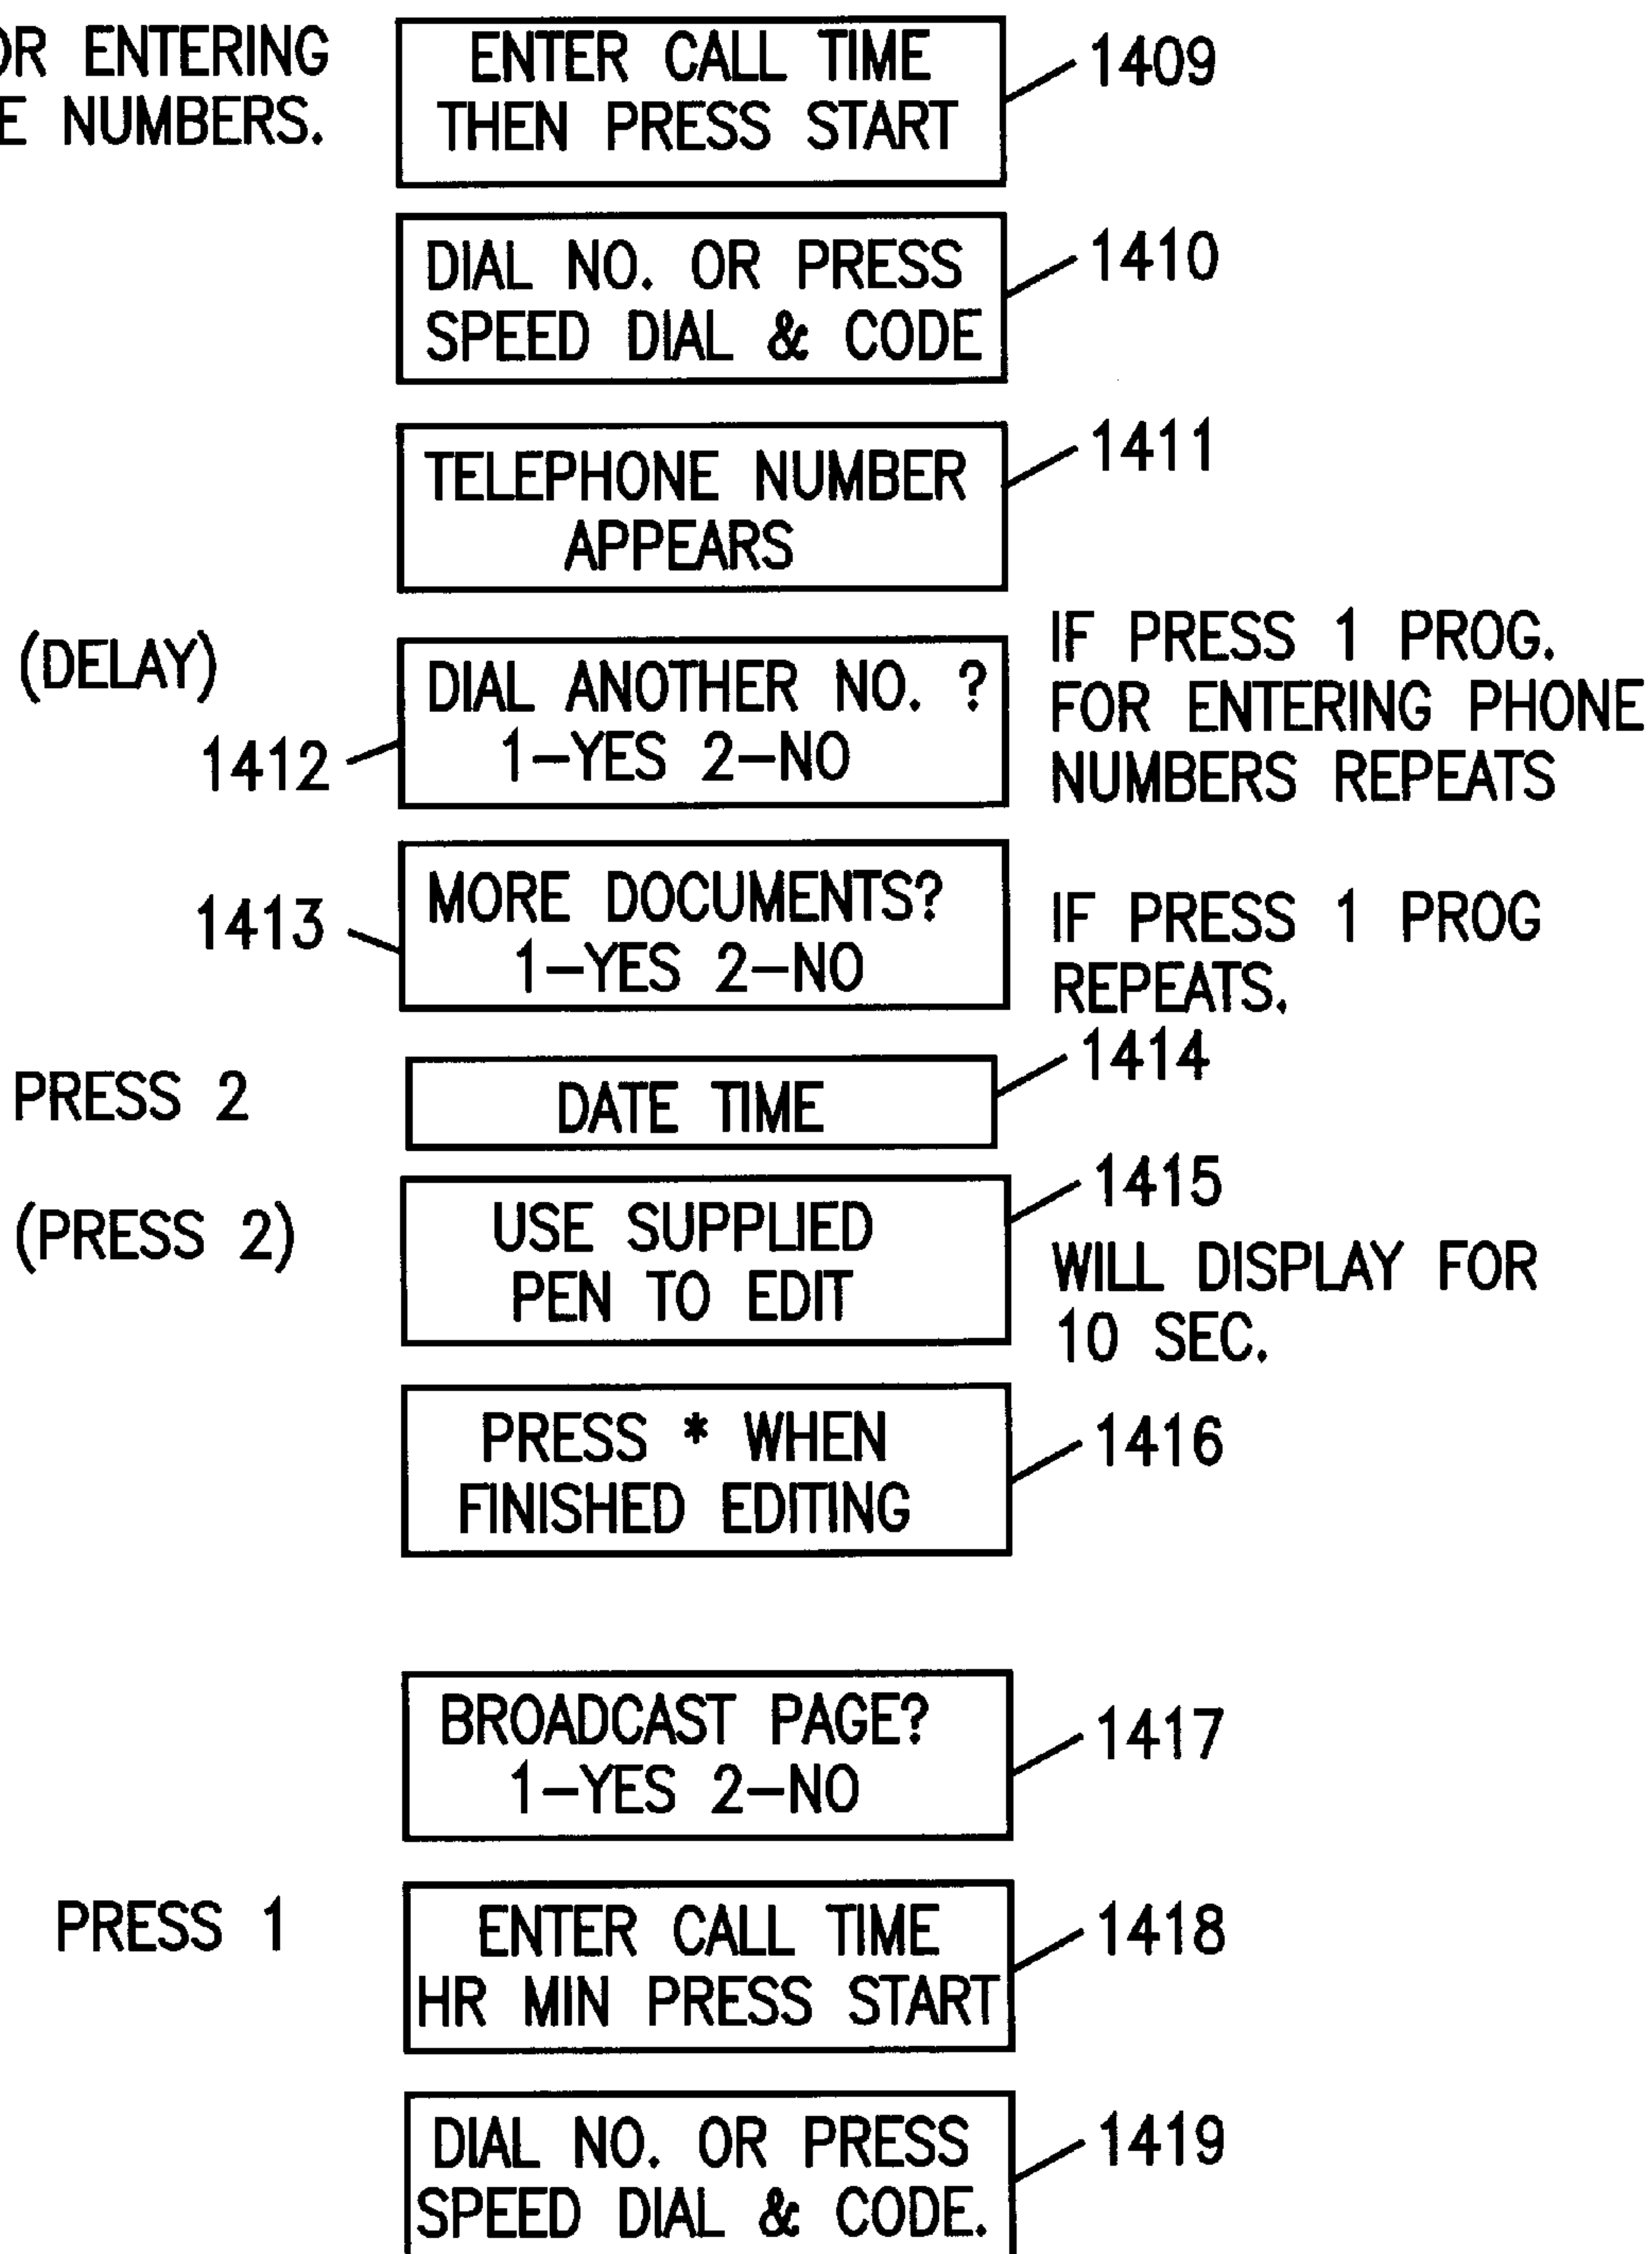 OR ENTERING
E NUMBERS.
ENTER CALL TIME
THEN PRESS START
1409
DIAL NO. OR PRESS
SPEED DIAL & CODE
1410
TELEPHONE NUMBER
APPEARS
1411
(DELAY)
1412
DIAL ANOTHER NO. ?
1-YES 2-NO
IF PRESS 1 PROG.
FOR ENTERING PHONE
NUMBERS REPEATS
1413
MORE DOCUMENTS?
1-YES 2-NO
IF PRESS 1 PROG
REPEATS.
PRESS 2
DATE TIME
1414
(PRESS 2)
USE SUPPLIED
PEN TO EDIT
1415
WILL DISPLAY FOR
10 SEC.
PRESS * WHEN
FINISHED EDITING
1416
BROADCAST PAGE?
1-YES 2-NO
1417
PRESS 1
ENTER CALL TIME
HR MIN PRESS START
1418
DIAL NO. OR PRESS
SPEED DIAL & CODE.
1419